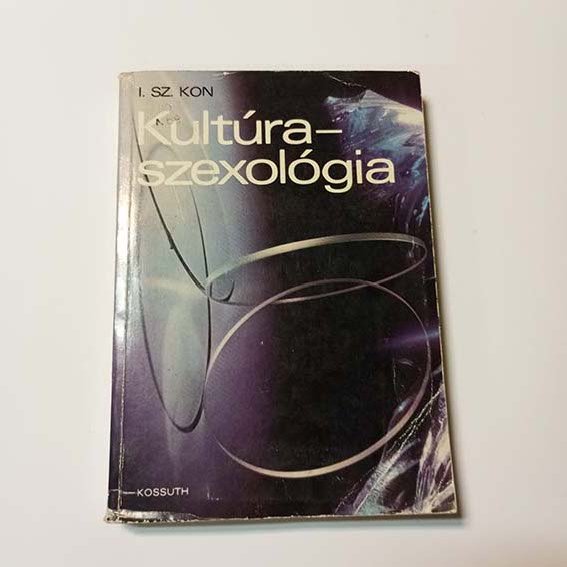 I. SZ. KON
Kultúra–
szexológia
KOSSUTH